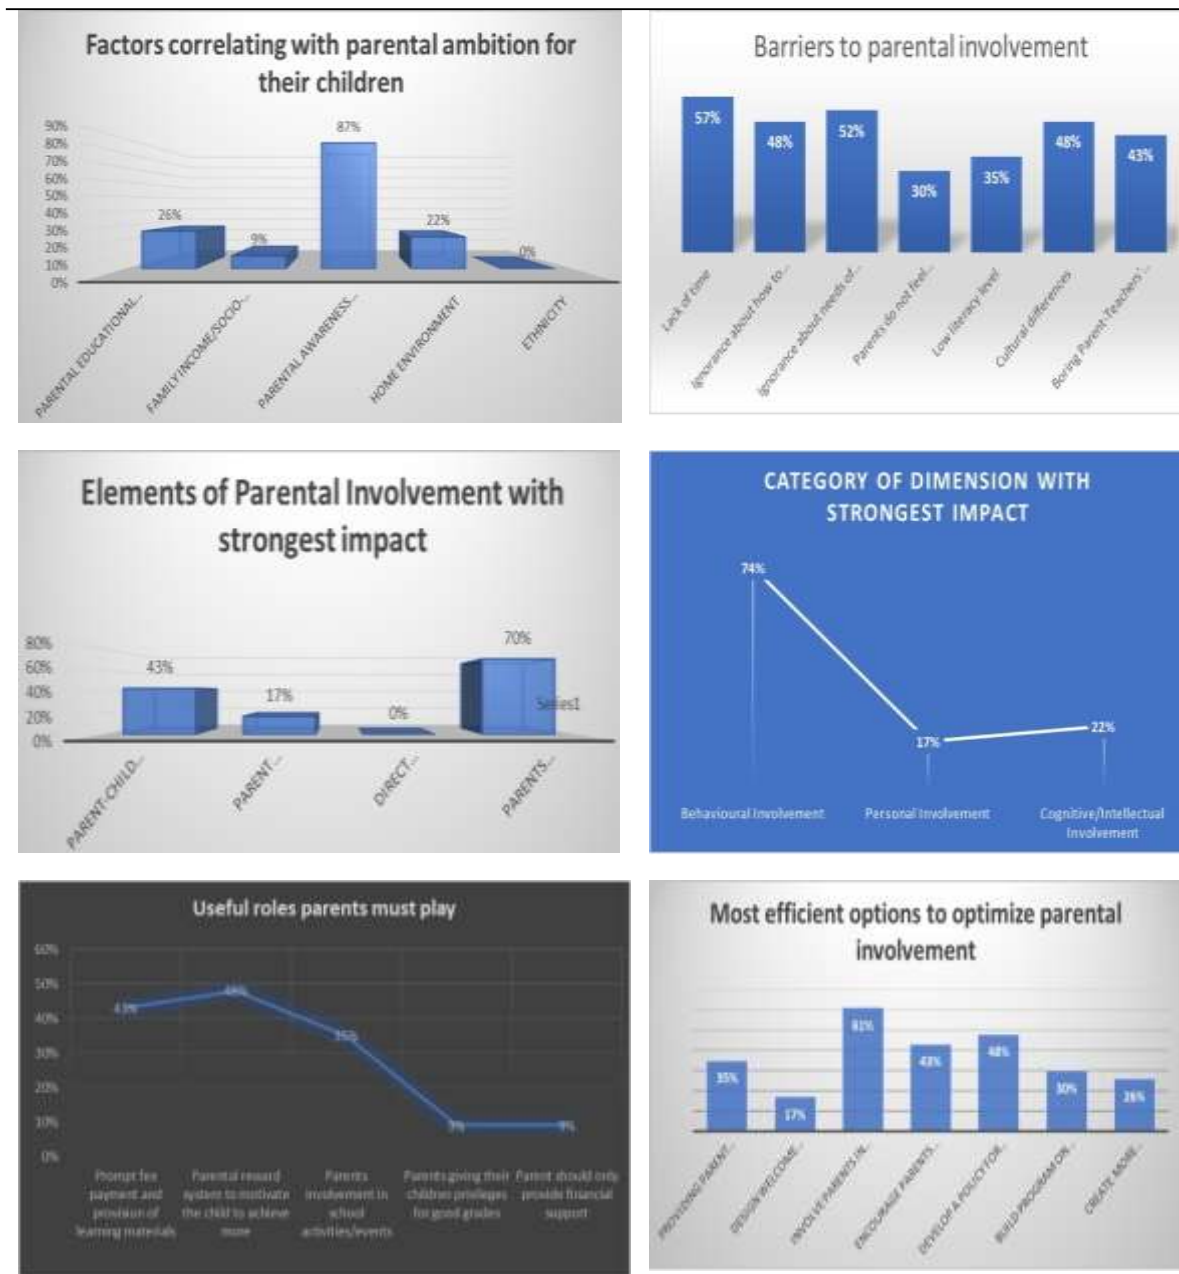 Factors correlating with parental ambition for
their children
90%
80%
70%
60%
50%
40%
30%
20%
10%
0%
26%
9%
87%
22%
0%
PARENTAL EDUCATIONAL...
FAMILY INCOME/SOCIO-...
PARENTAL AWARENESS...
HOME ENVIRONMENT
ETHNICITY
Barriers to parental involvement
57%
48%
52%
30%
35%
48%
43%
Lack of time
Ignorance about how to...
Ignorance about needs of...
Parents do not feel...
Low literacy level
Cultural differences
Boring Parent-Teachers'...
Elements of Parental Involvement with
strongest impact
80%
60%
40%
20%
0%
43%
17%
0%
70%
Series1
PARENT-CHILD...
PARENT...
DIRECT...
PARENTS...
CATEGORY OF DIMENSION WITH
STRONGEST IMPACT
74%
17%
22%
Behavioural Involvement
Personal Involvement
Cognitive/Intellectual
Involvement
Useful roles parents must play
60%
50%
40%
30%
20%
10%
0%
43%
48%
35%
9%
9%
Prompt fee
payment and
provision of
learning materials
Parental reward
system to motivate
the child to achieve
more
Parents
involvement in
school
activities/events
Parents giving their
children privileges
for good grades
Parent should only
provide financial
support
Most efficient options to optimize parental
involvement
35%
17%
61%
43%
48%
30%
26%
PROVIDING PARENT...
DESIGN WELCOME...
INVOLVE PARENTS IN...
ENCOURAGE PARENTS...
DEVELOP A POLICY FOR...
BUILD PROGRAM ON...
CREATE MORE...